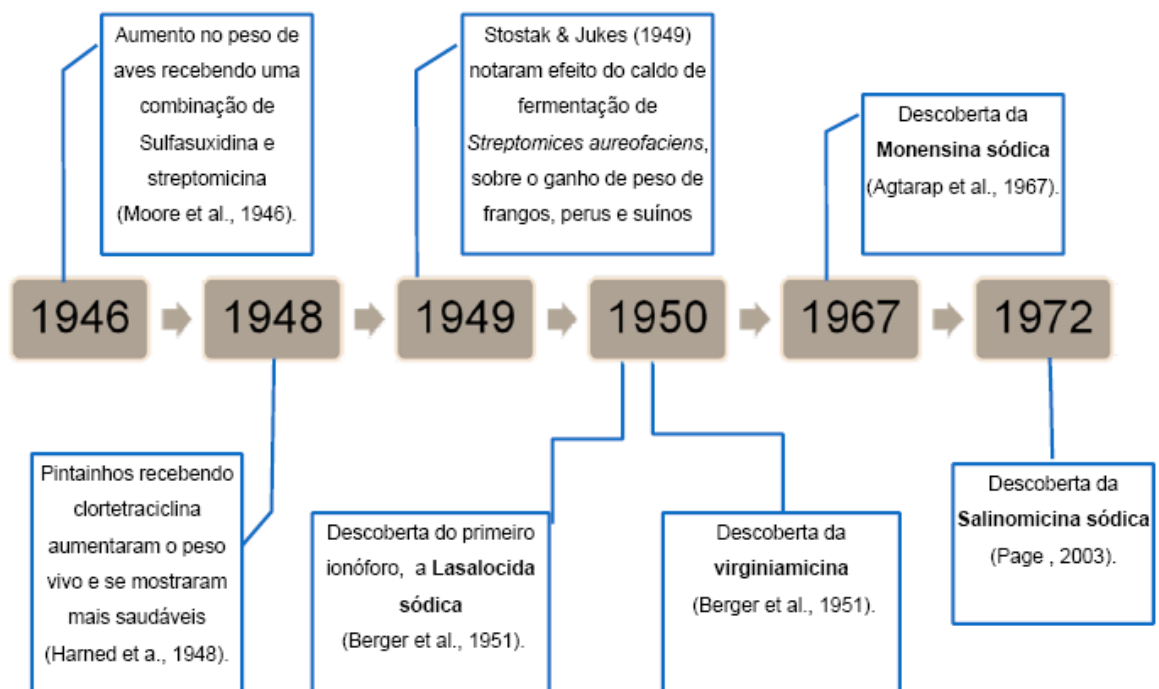 Aumento no peso de
aves recebendo uma
combinação de
Sulfasuxidina e
streptomicina
(Moore et al., 1946).
Stostak & Jukes (1949)
notaram efeito do caldo de
fermentação de
Streptomices aureofaciens,
sobre o ganho de peso de
frangos, perus e suínos
Descoberta da
Monensina sódica
(Agtarap et al., 1967).
1946
1948
1949
1950
1967
1972
Pintainhos recebendo
clortetraciclina
aumentaram o peso
vivo e se mostraram
mais saudáveis
(Harned et a., 1948).
Descoberta do primeiro
ionóforo, a Lasalocida
sódica
(Berger et al., 1951).
Descoberta da
virginiamicina
(Berger et al., 1951).
Descoberta da
Salinomicina sódica
(Page , 2003).